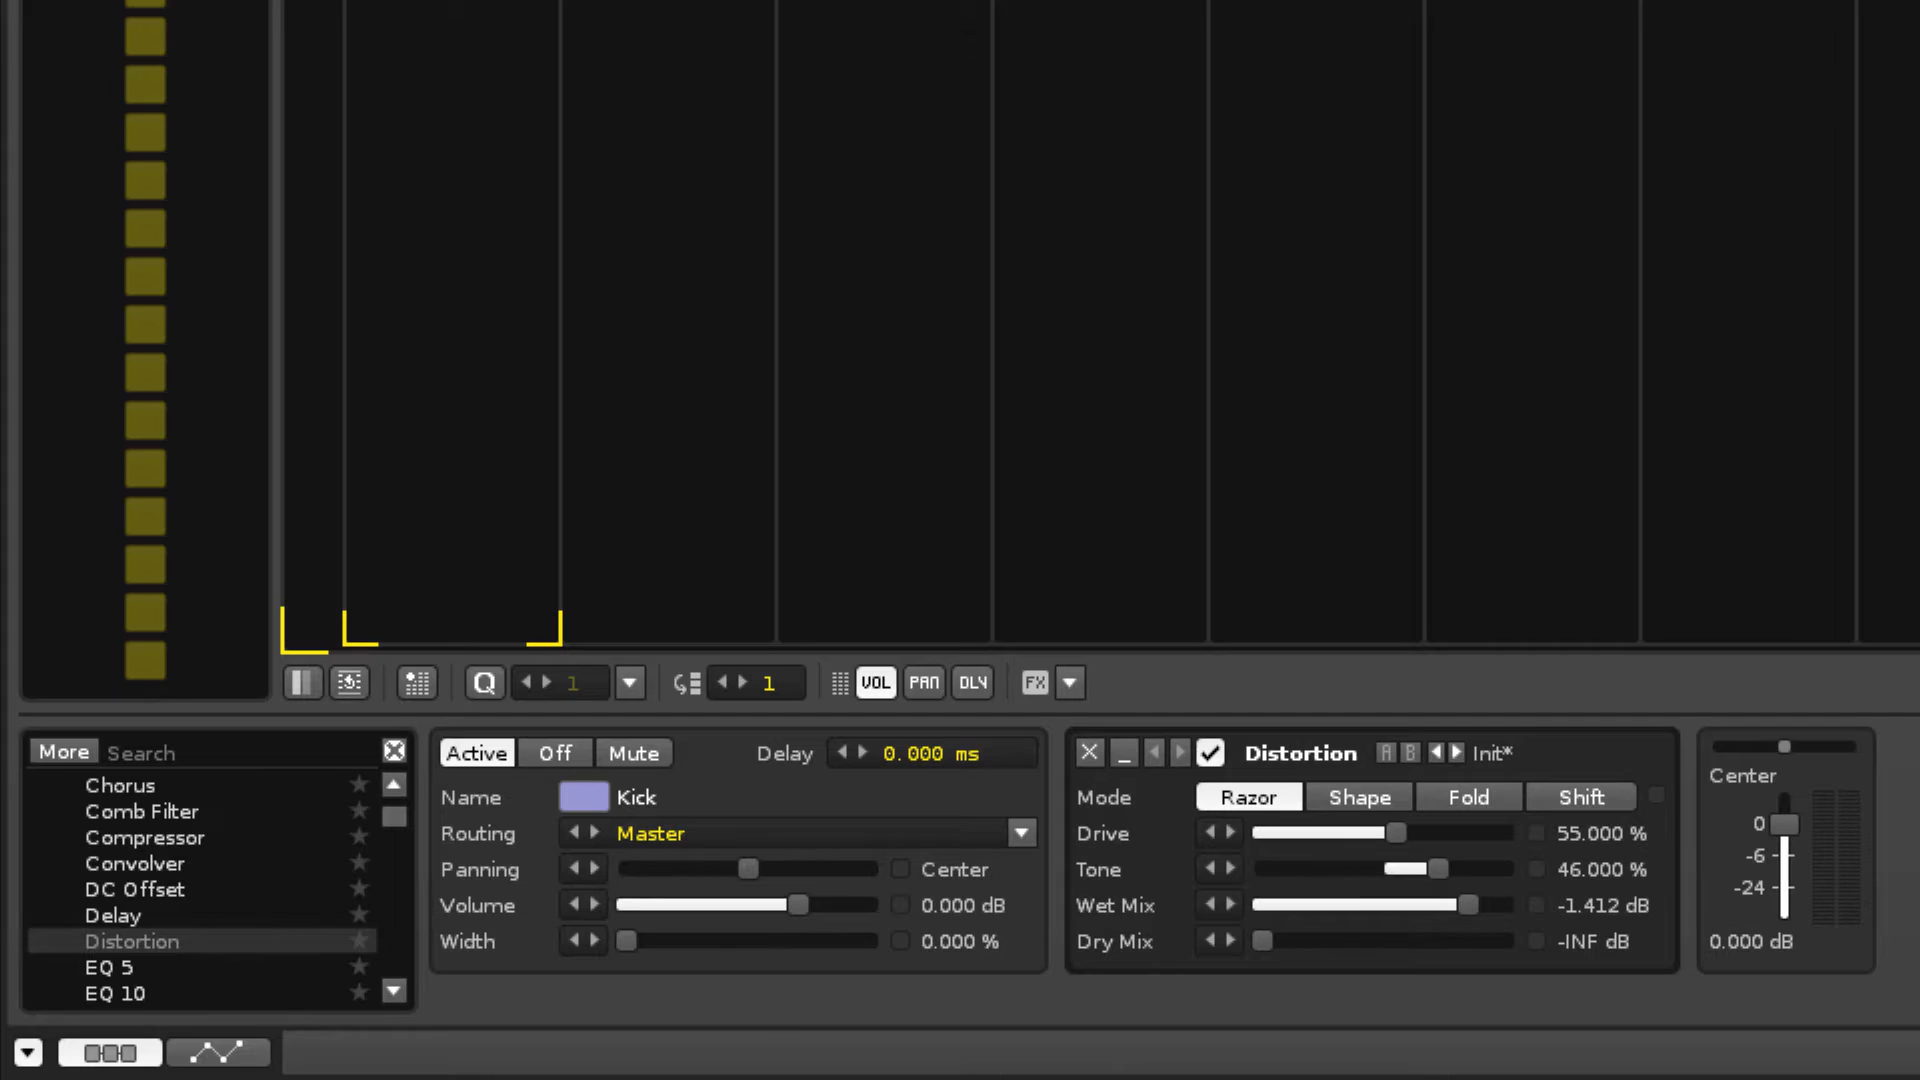 Q 1 1 VOL PAN DLY FX
More Search
Chorus
Comb Filter
Compressor
Convolver
DC Offset
Delay
Distortion
EQ 5
EQ 10
Active Off Mute Delay 0.000 ms
Name Kick
Routing Master
Panning Center
Volume 0.000 dB
Width 0.000 %
Distortion A B Init*
Mode Razor Shape Fold Shift
Drive 55.000 %
Tone 46.000 %
Wet Mix -1.412 dB
Dry Mix -INF dB
Center
0
-6
-24
0.000 dB